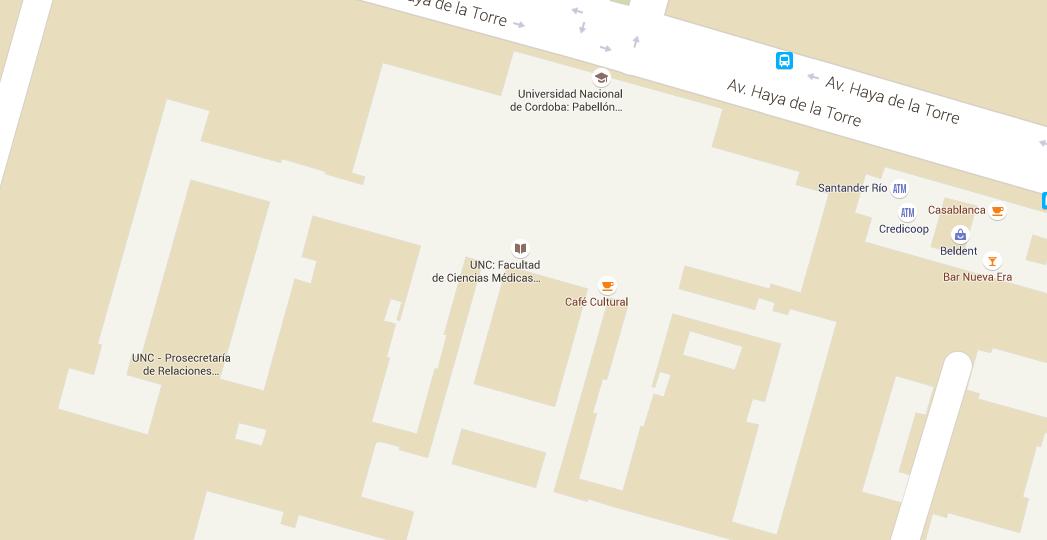 aya de la Torre
Av. Haya de la Torre
Av. Haya de la Torre
Universidad Nacional
de Cordoba: Pabellón...
Santander Río
ATM
ATM
Credicoop
Casablanca
Beldent
Bar Nueva Era
UNC: Facultad
de Ciencias Médicas...
Café Cultural
UNC - Prosecretaría
de Relaciones...